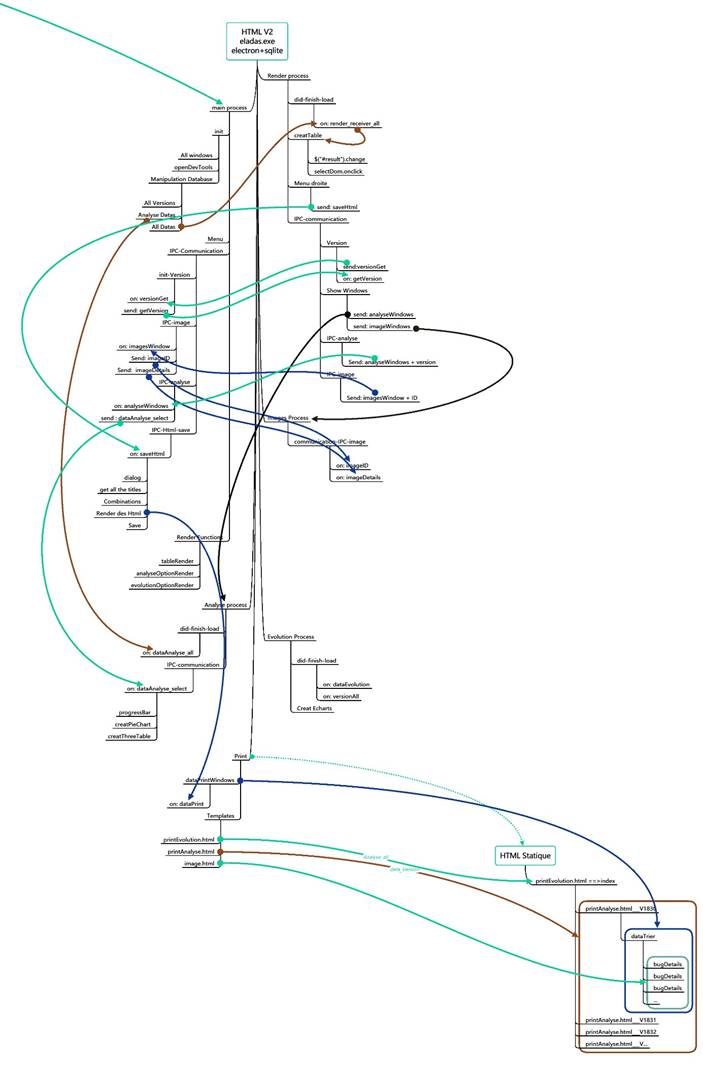 HTML V2
eladas.exe
electron+sqlite
main process
init
All windows
openDevTools
Manipulation Database
All Versions
Analyse Datas
All Datas
Menu
IPC-Communication
init-Version
on: versionGet
send: getVersion
IPC-image
on: imagesWindow
Send: imageID
Send: imageDetails
IPC-analyse
on: analyseWindows
send : dataAnalyse_select
IPC-Html-save
on: saveHtml
dialog
get all the titles
Combinations
Render des Html
Save
Render Functions
tableRender
analyseOptionRender
evolutionOptionRender
Render process
did-finish-load
on: render_receiver_all
creatTable
$("#result").change
selectDom.onclick
Menu droite
send: saveHtml
IPC-communication
Version
send:versionGet
on: getVersion
Show Windows
send: analyseWindows
send: imageWindows
IPC-analyse
Send: analyseWindows + version
IPC-image
Send: imagesWindow + ID
Images Process
communication-IPC-image
on: imageID
on: imageDetails
Analyse process
did-finish-load
on: dataAnalyse_all
IPC-communication
on: dataAnalyse_select
progressBar
creatPieChart
creatThreeTable
Evolution Process
did-finish-load
on: dataEvolution
on: versionAll
Creat Echarts
Print
dataPrintWindows
on: dataPrint
Templates
printEvolution.html
printAnalyse.html
image.html
Analyse_all
data_version
HTML Statique
printEvolution.html ==>index
printAnalyse.html__V1830
dataTrier
bugDetails
bugDetails
bugDetails
...
printAnalyse.html__V1831
printAnalyse.html__V1832
printAnalyse.html__V...